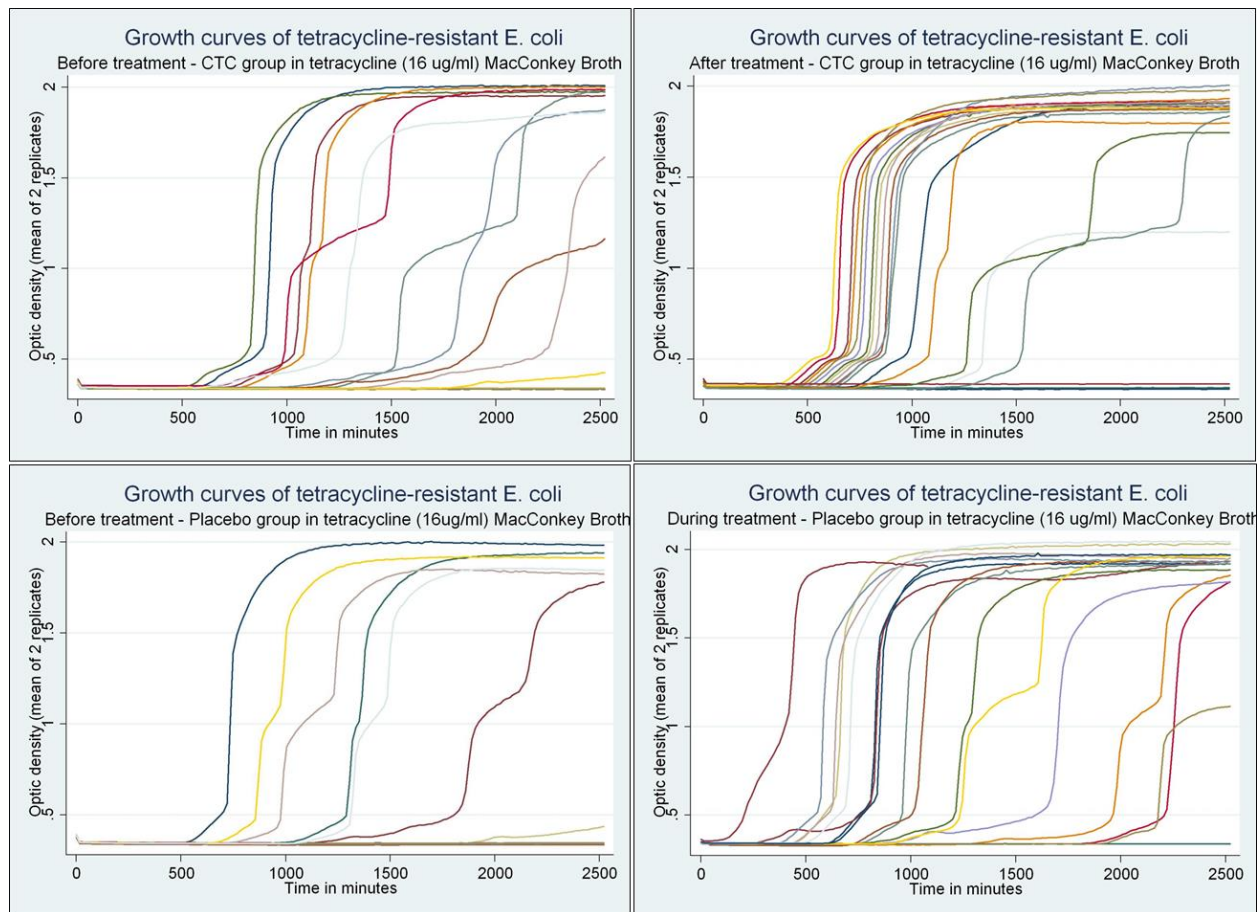 Growth curves of tetracycline-resistant E. coli
Before treatment - CTC group in tetracycline (16 ug/ml) MacConkey Broth
Optic density (mean of 2 replicates)
2
1.5
1
.5
0 500 1000 1500 2000 2500
Time in minutes
Growth curves of tetracycline-resistant E. coli
After treatment - CTC group in tetracycline (16 ug/ml) MacConkey Broth
Optic density (mean of 2 replicates)
2
1.5
1
.5
0 500 1000 1500 2000 2500
Time in minutes
Growth curves of tetracycline-resistant E. coli
Before treatment - Placebo group in tetracycline (16ug/ml) MacConkey Broth
Optic density (mean of 2 replicates)
2
1.5
1
.5
0 500 1000 1500 2000 2500
Time in minutes
Growth curves of tetracycline-resistant E. coli
During treatment - Placebo group in tetracycline (16 ug/ml) MacConkey Broth
Optic density (mean of 2 replicates)
2
1.5
1
.5
0 500 1000 1500 2000 2500
Time in minutes